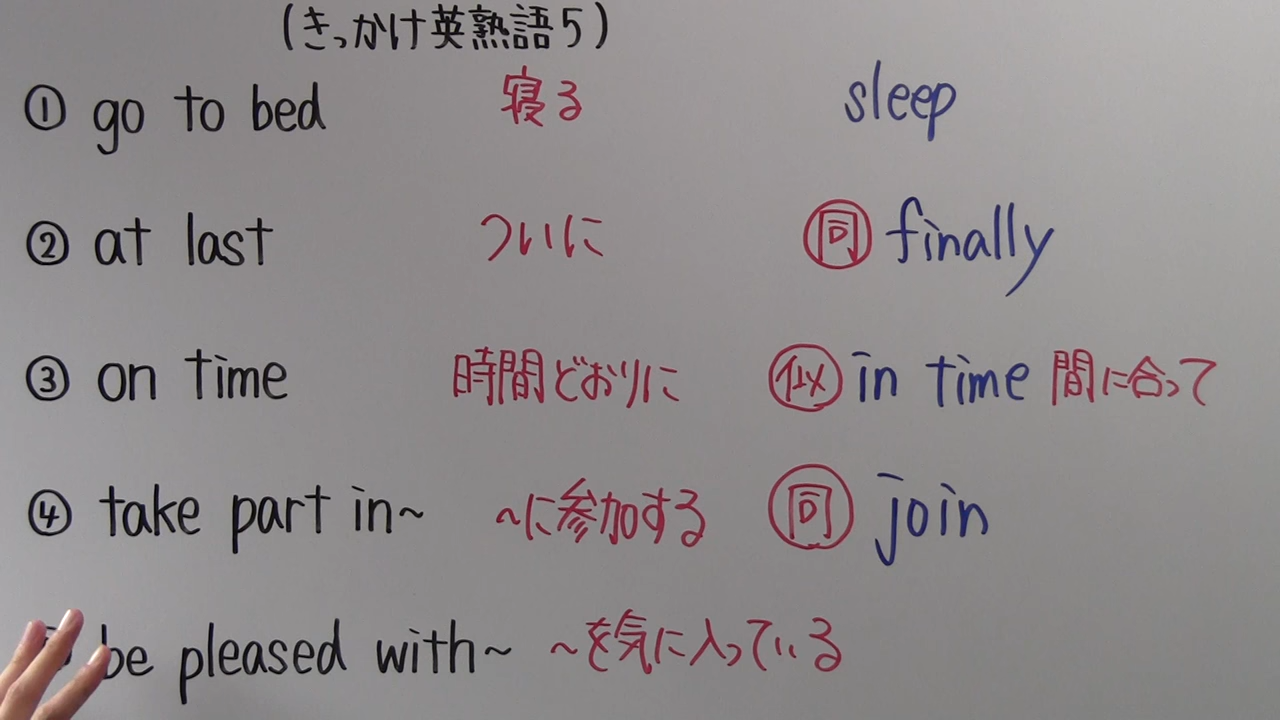 (きっかけ英熟語5)
① go to bed 寝る sleep
② at last ついに 同 finally
③ on time 時間どおりに 似 in time 間に合って
④ take part in~ ~に参加する 同 join
be pleased with~ ~を気に入っている